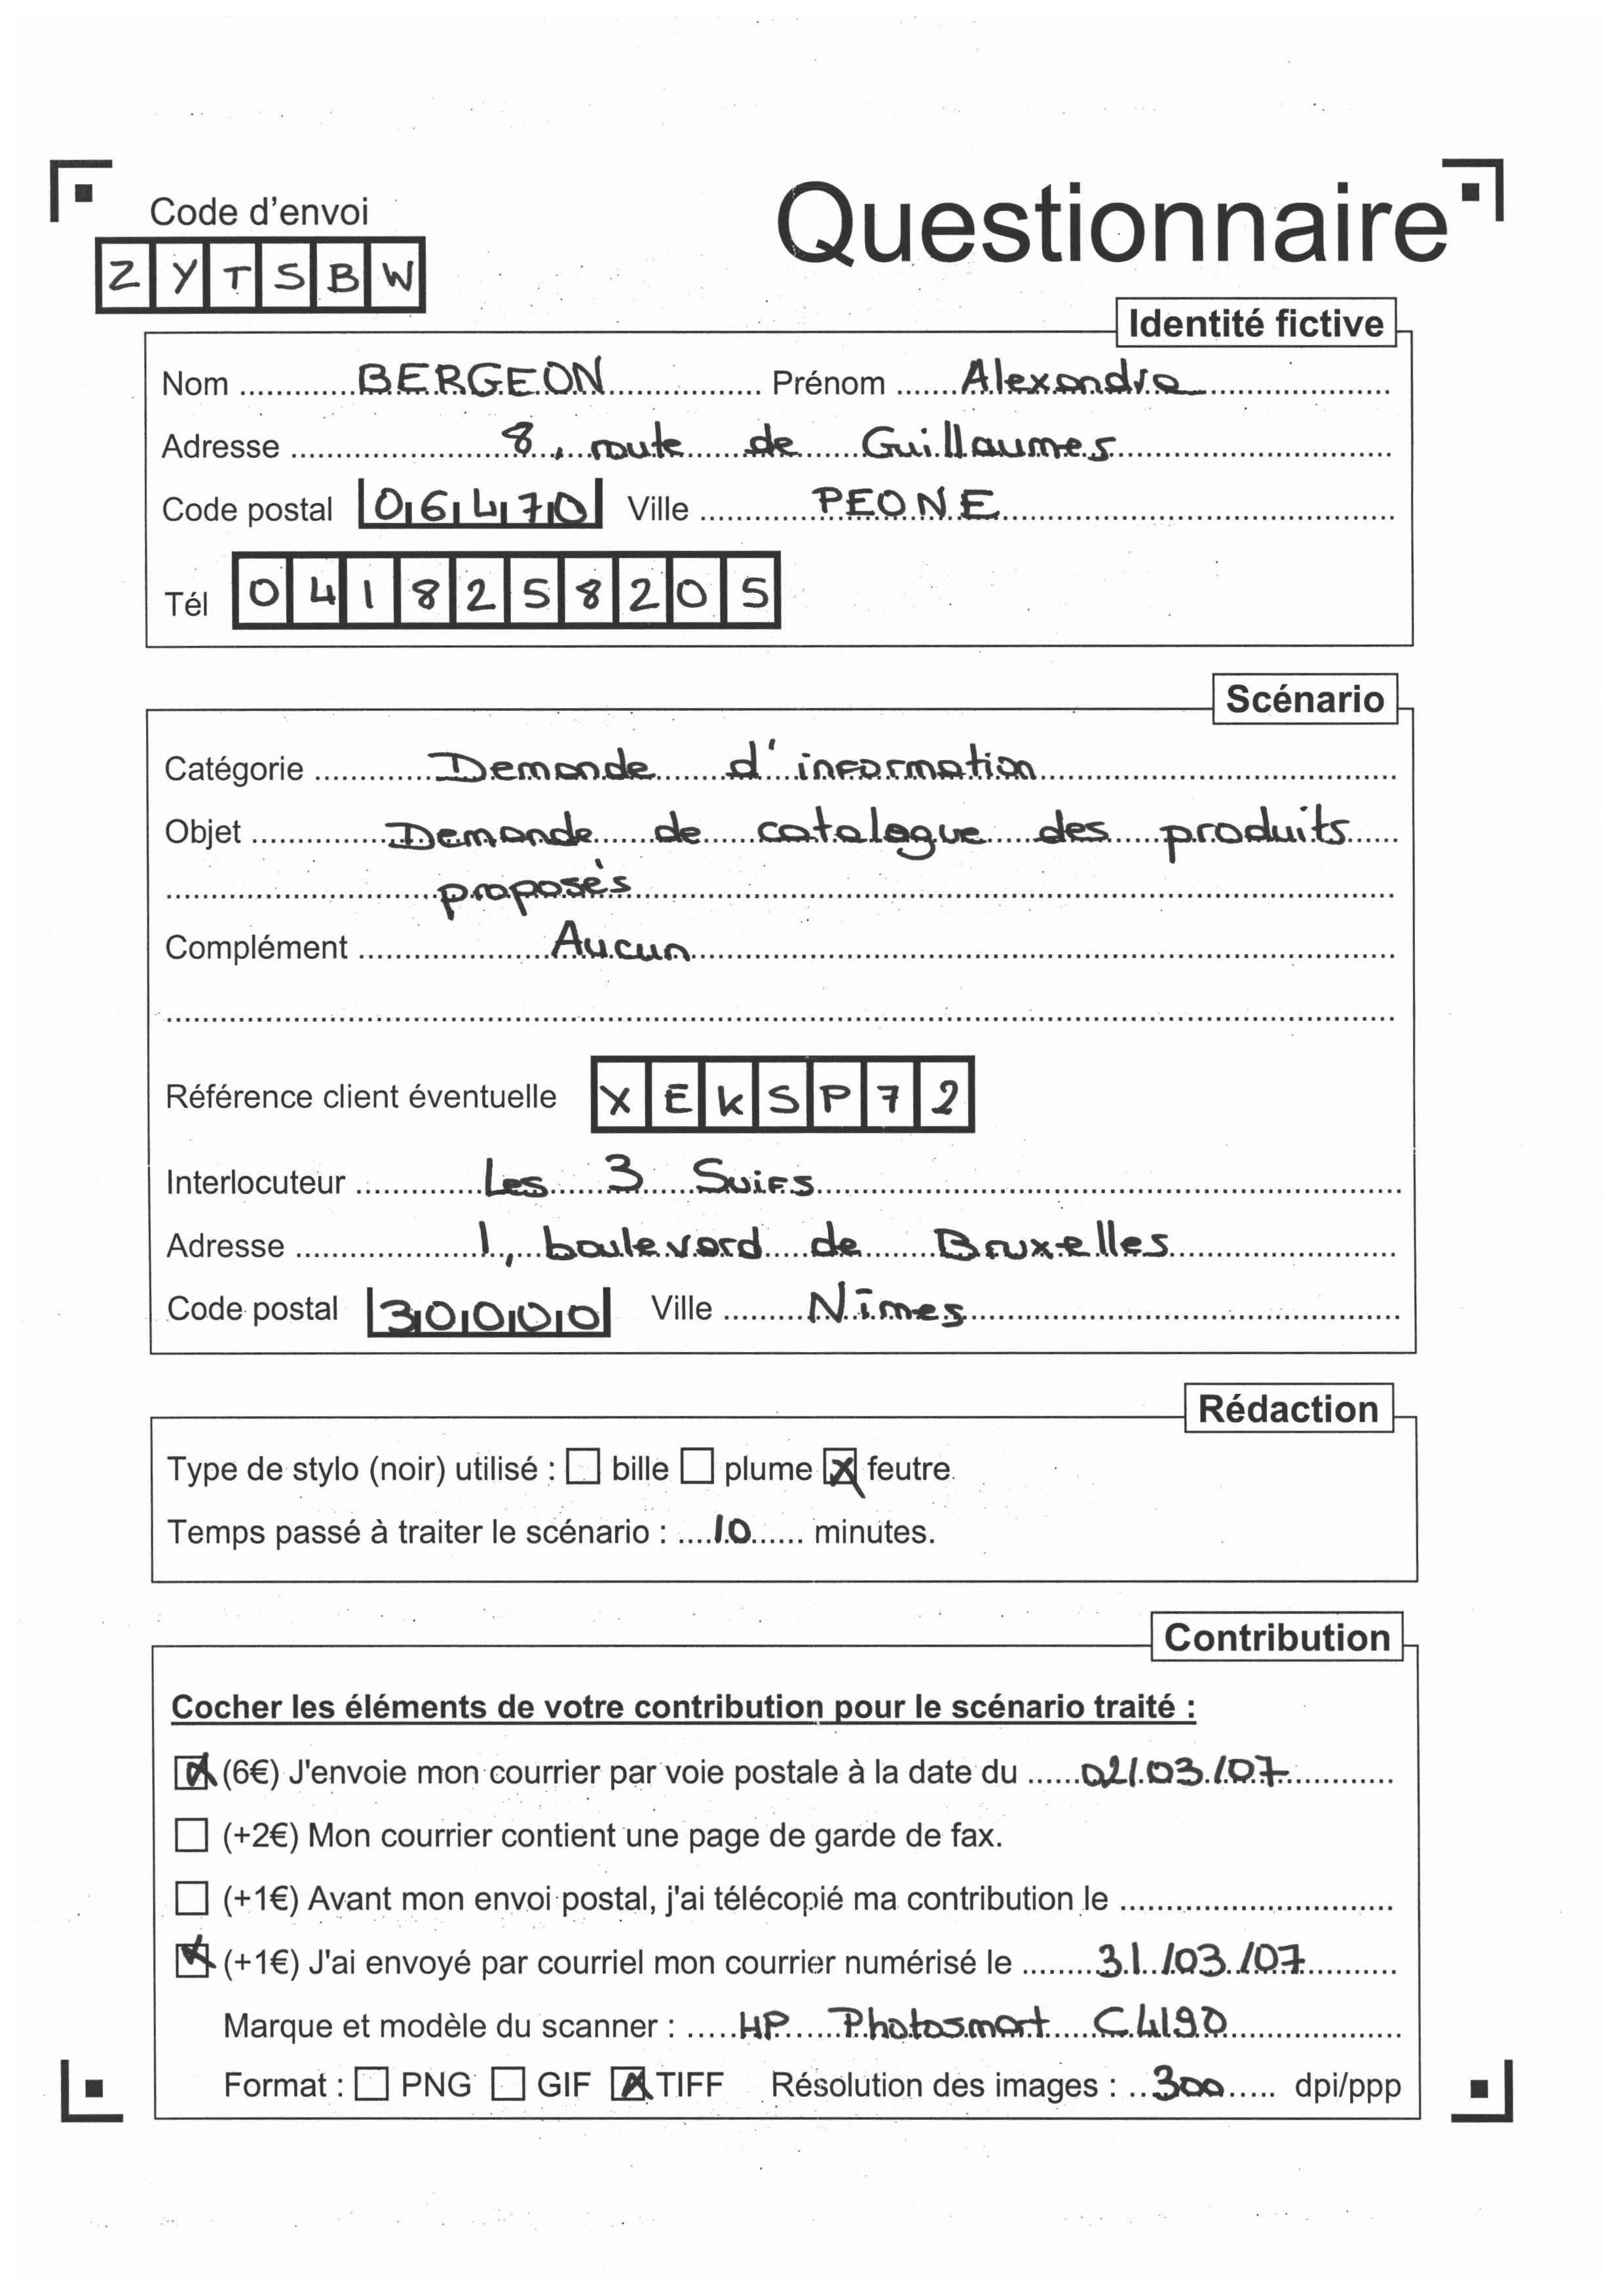 Code d'envoi
Questionnaire
ZYTSBW
Identité fictive
Nom ............ BERGEON ................ Prénom ....... Alexandra ....................
Adresse ....................... 8, route de Guillaumes ..............................
Code postal 06470 Ville ............ PEONE ..........................................
Tél 0418258205
Scénario
Catégorie ............ Demande d'information .......................................
Objet .............. Demande de catalogue des produits .....
............................. proposés ...................................................................................
Complément ..................... Aucun ...........................................................................
.......................................................................................................................................
Référence client éventuelle XEKSP72
Interlocuteur ............. Les 3 Suifs .................................................................
Adresse .................... 1, boulevard de Bruxelles .........................
Code postal 30000 Ville ......... Nîmes ................................................
Rédaction
Type de stylo (noir) utilisé : ☐ bille ☐ plume ☒ feutre
Temps passé à traiter le scénario : .... 10 ...... minutes.
Contribution
Cocher les éléments de votre contribution pour le scénario traité :
☒ (6€) J'envoie mon courrier par voie postale à la date du ...... 02/03/07 ............
☐ (+2€) Mon courrier contient une page de garde de fax.
☐ (+1€) Avant mon envoi postal, j'ai télécopié ma contribution le ..............................
☒ (+1€) J'ai envoyé par courriel mon courrier numérisé le ........ 31/03/07 ..........
Marque et modèle du scanner : ..... HP Photosmart C4190 ...................
Format : ☐ PNG ☐ GIF ☒ TIFF Résolution des images : .. 300 ..... dpi/ppp